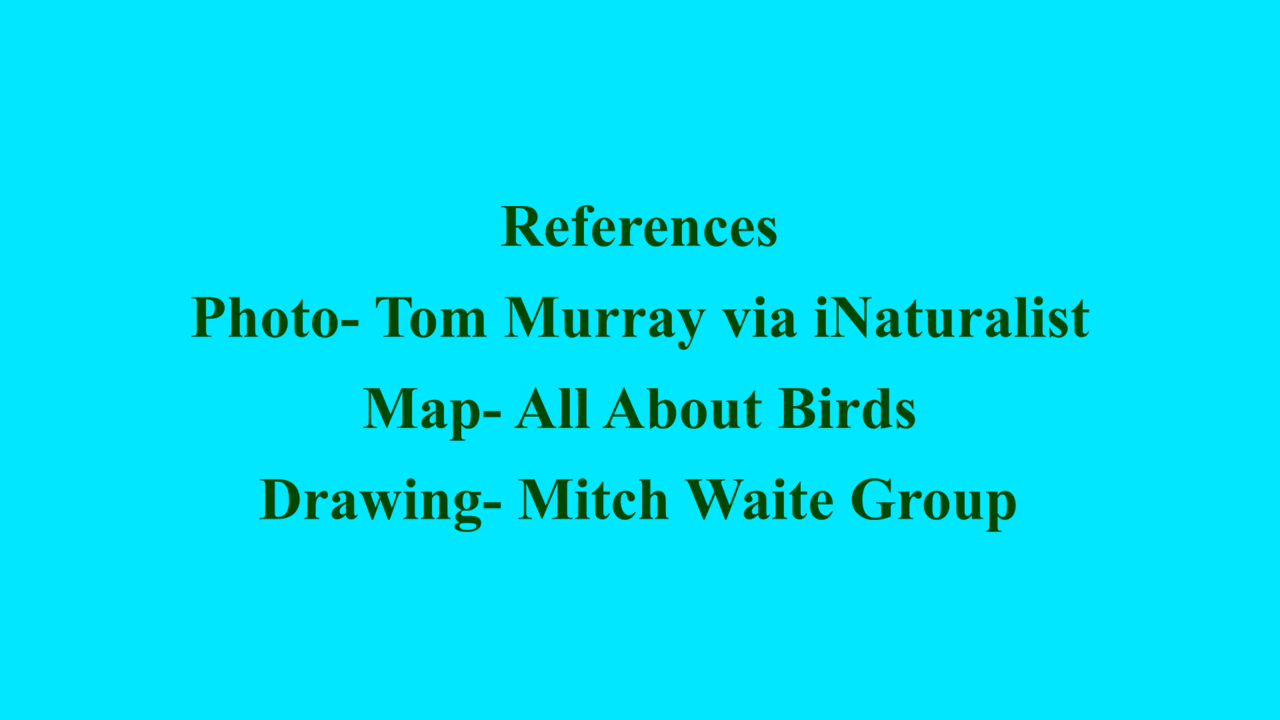 References
Photo- Tom Murray via iNaturalist
Map- All About Birds
Drawing- Mitch Waite Group